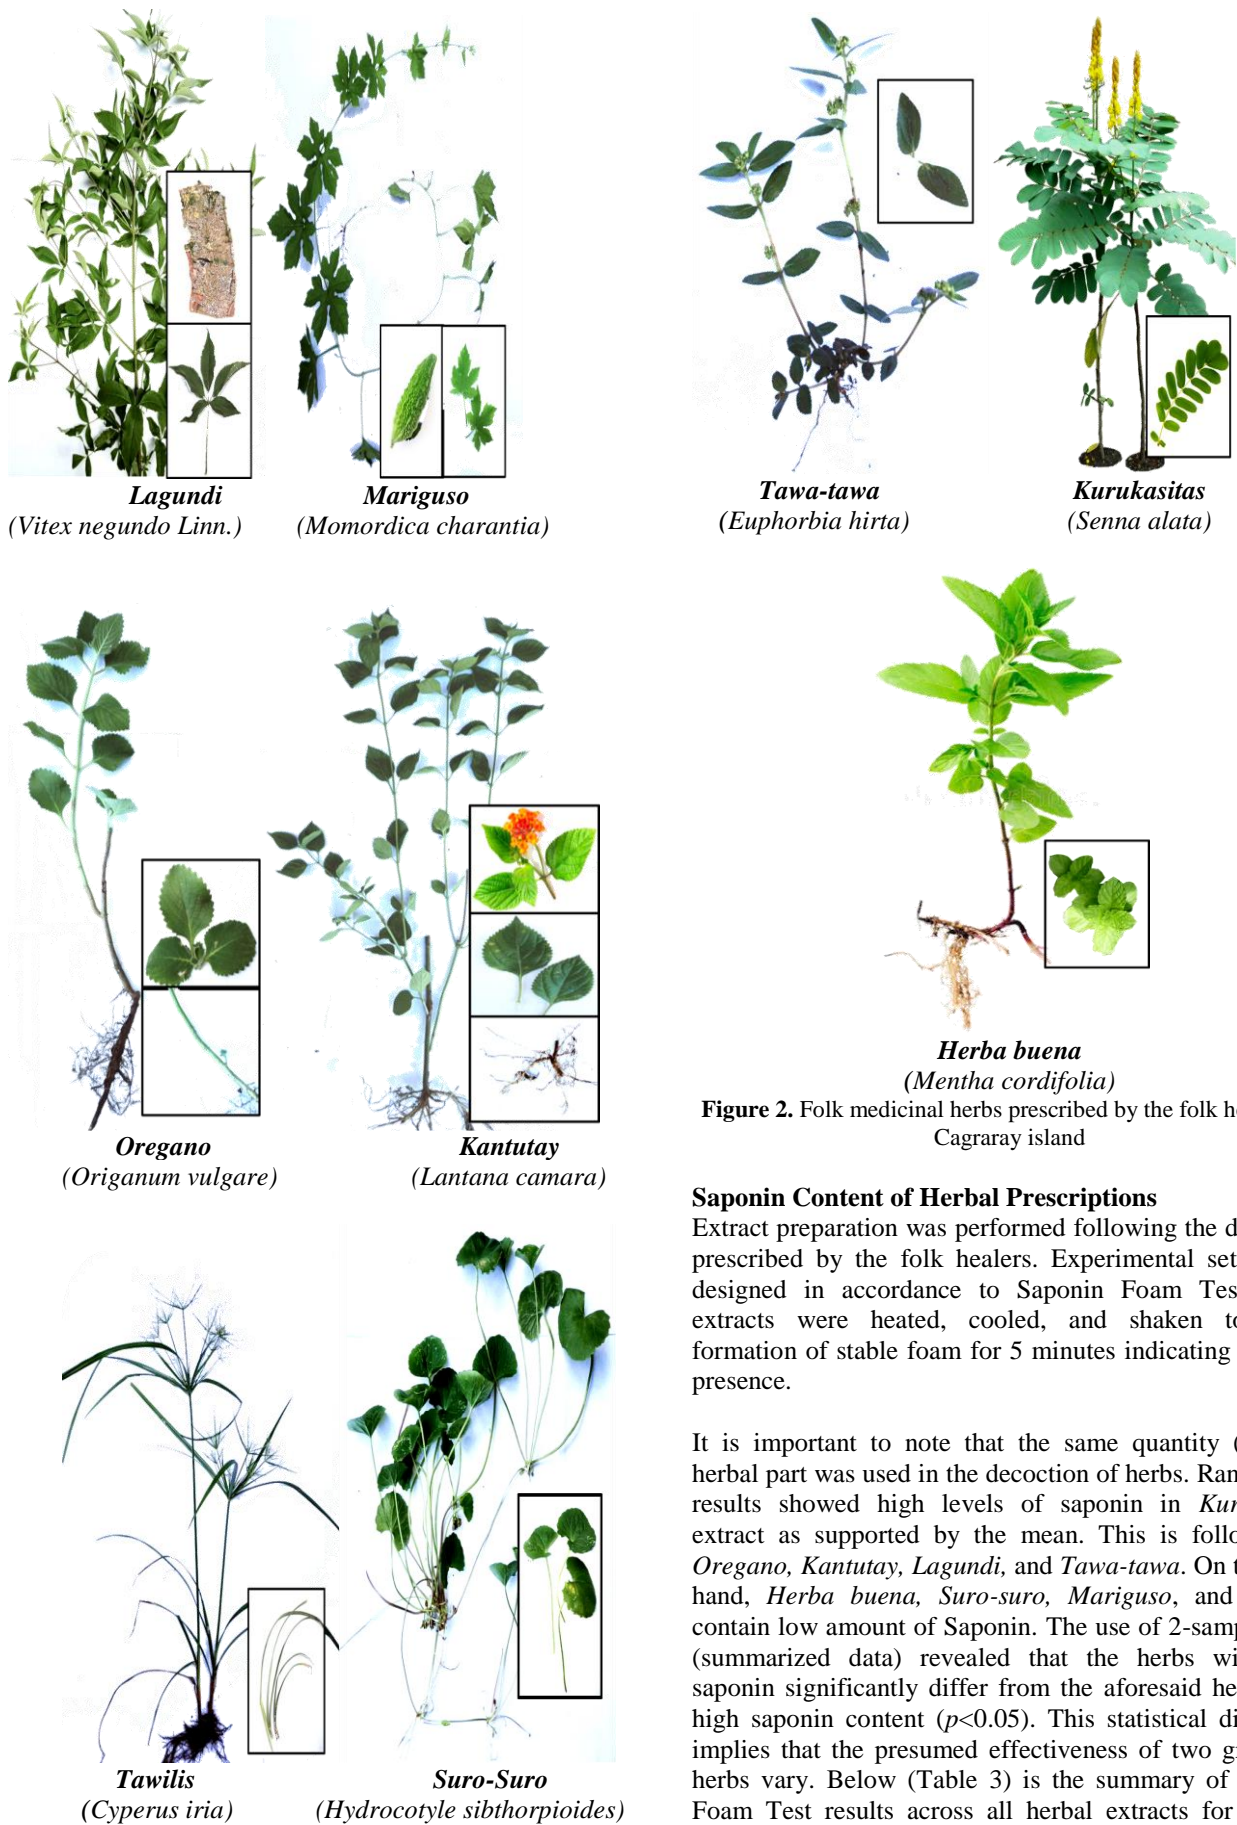 Lagundi
(Vitex negundo Linn.)
Mariguso
(Momordica charantia)
Oregano
(Origanum vulgare)
Kantutay
(Lantana camara)
Tawilis
(Cyperus iria)
Suro-Suro
(Hydrocotyle sibthorpioides)
Tawa-tawa
(Euphorbia hirta)
Kurukasitas
(Senna alata)
Herba buena
(Mentha cordifolia)
Figure 2. Folk medicinal herbs prescribed by the folk he
Cagraray island
Saponin Content of Herbal Prescriptions
Extract preparation was performed following the d
prescribed by the folk healers. Experimental set
designed in accordance to Saponin Foam Tes
extracts were heated, cooled, and shaken to
formation of stable foam for 5 minutes indicating
presence.
It is important to note that the same quantity (
herbal part was used in the decoction of herbs. Ran
results showed high levels of saponin in Kur
extract as supported by the mean. This is follo
Oregano, Kantutay, Lagundi, and Tawa-tawa. On t
hand, Herba buena, Suro-suro, Mariguso, and
contain low amount of Saponin. The use of 2-samp
(summarized data) revealed that the herbs wi
saponin significantly differ from the aforesaid he
high saponin content (p<0.05). This statistical di
implies that the presumed effectiveness of two g
herbs vary. Below (Table 3) is the summary of
Foam Test results across all herbal extracts for